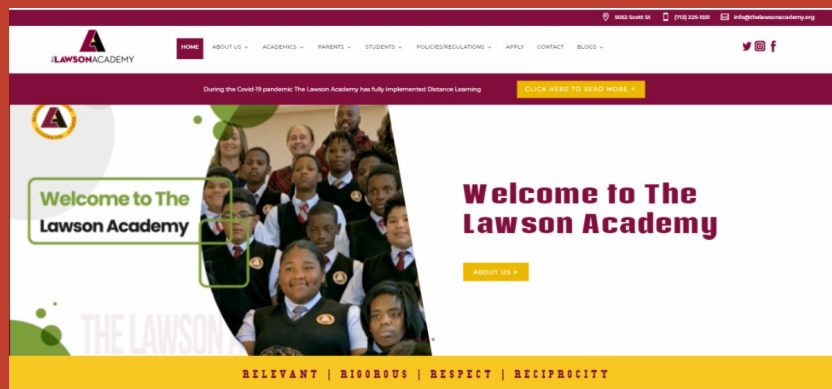 5052 Scott St (713) 225-1551 info@thelawsonacademy.org
THE LAWSONACADEMY
HOME ABOUT US ACADEMICS PARENTS STUDENTS POLICIES/REGULATIONS APPLY CONTACT BLOGS
During the Covid-19 pandemic The Lawson Academy has fully implemented Distance Learning
CLICK HERE TO READ MORE
Welcome to The
Lawson Academy
Welcome to The
Lawson Academy
ABOUT US
THE LAWSON
RELEVANT | RIGOROUS | RESPECT | RECIPROCITY